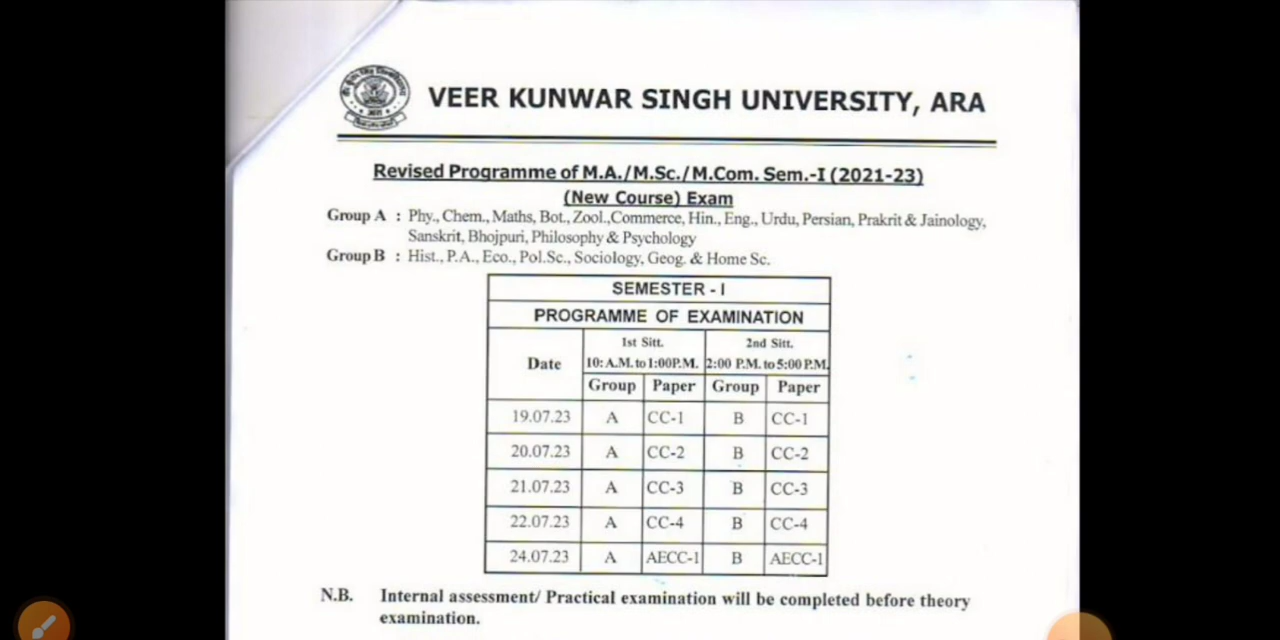 VEER KUNWAR SINGH UNIVERSITY, ARA
Revised Programme of M.A./M.Sc./M.Com. Sem.-I (2021-23)
(New Course) Exam
Group A : Phy., Chem., Maths, Bot., Zool.,Commerce, Hin., Eng., Urdu, Persian, Prakrit & Jainology,
Sanskrit, Bhojpuri, Philosophy & Psychology
Group B : Hist., P.A., Eco., Pol.Sc., Sociology, Geog. & Home Sc.
SEMESTER - I
PROGRAMME OF EXAMINATION
Date 1st Sitt. 2nd Sitt.
10: A.M. to 1:00P.M. 2:00 P.M. to 5:00 P.M.
Group Paper Group Paper
19.07.23 A CC-1 B CC-1
20.07.23 A CC-2 B CC-2
21.07.23 A CC-3 B CC-3
22.07.23 A CC-4 B CC-4
24.07.23 A AECC-1 B AECC-1
N.B. Internal assessment/ Practical examination will be completed before theory
examination.